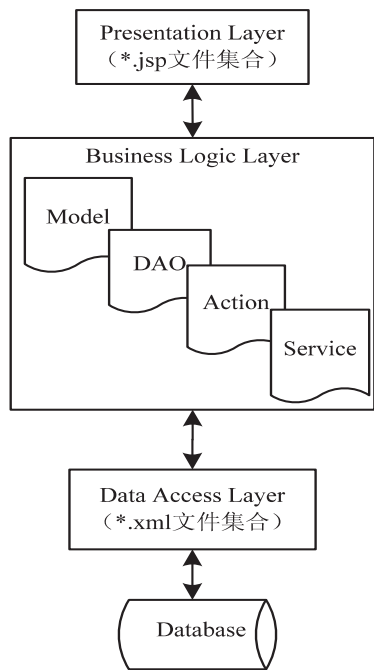 Presentation Layer
（*.jsp文件集合）
Business Logic Layer
Model
DAO
Action
Service
Data Access Layer
（*.xml文件集合）
Database